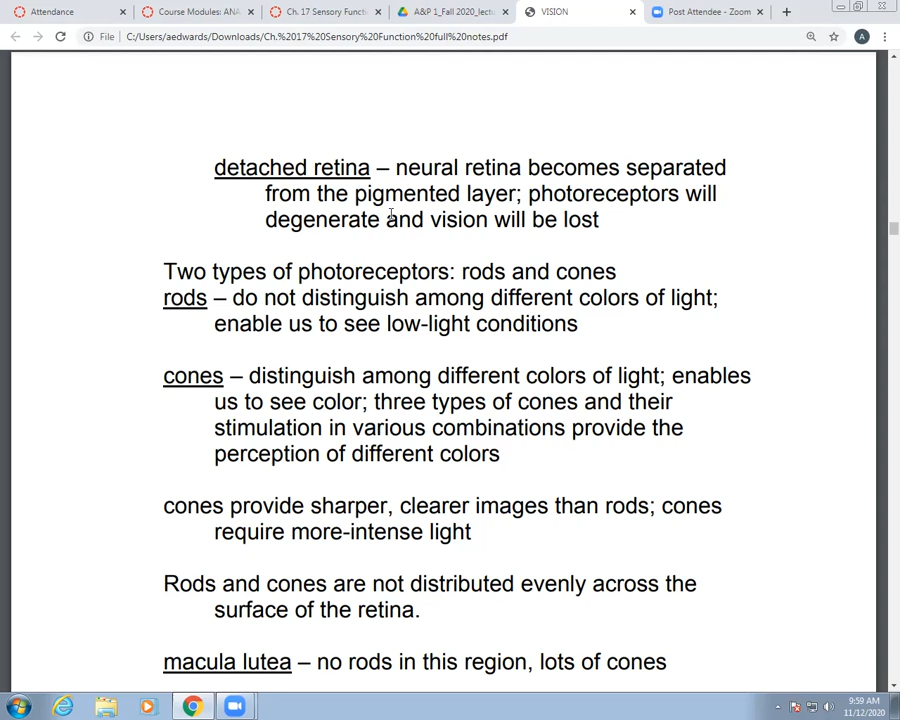 Attendance
Course Modules: ANA
Ch. 17 Sensory Functi
A&P 1_Fall 2020_lectu
VISION
Post Attendee - Zoom
File
C:/Users/aedwards/Downloads/Ch.%2017%20Sensory%20Function%20full%20notes.pdf
A
detached retina – neural retina becomes separated
from the pigmented layer; photoreceptors will
degenerate and vision will be lost
Two types of photoreceptors: rods and cones
rods – do not distinguish among different colors of light;
enable us to see low-light conditions
cones – distinguish among different colors of light; enables
us to see color; three types of cones and their
stimulation in various combinations provide the
perception of different colors
cones provide sharper, clearer images than rods; cones
require more-intense light
Rods and cones are not distributed evenly across the
surface of the retina.
macula lutea – no rods in this region, lots of cones
9:59 AM
11/12/2020